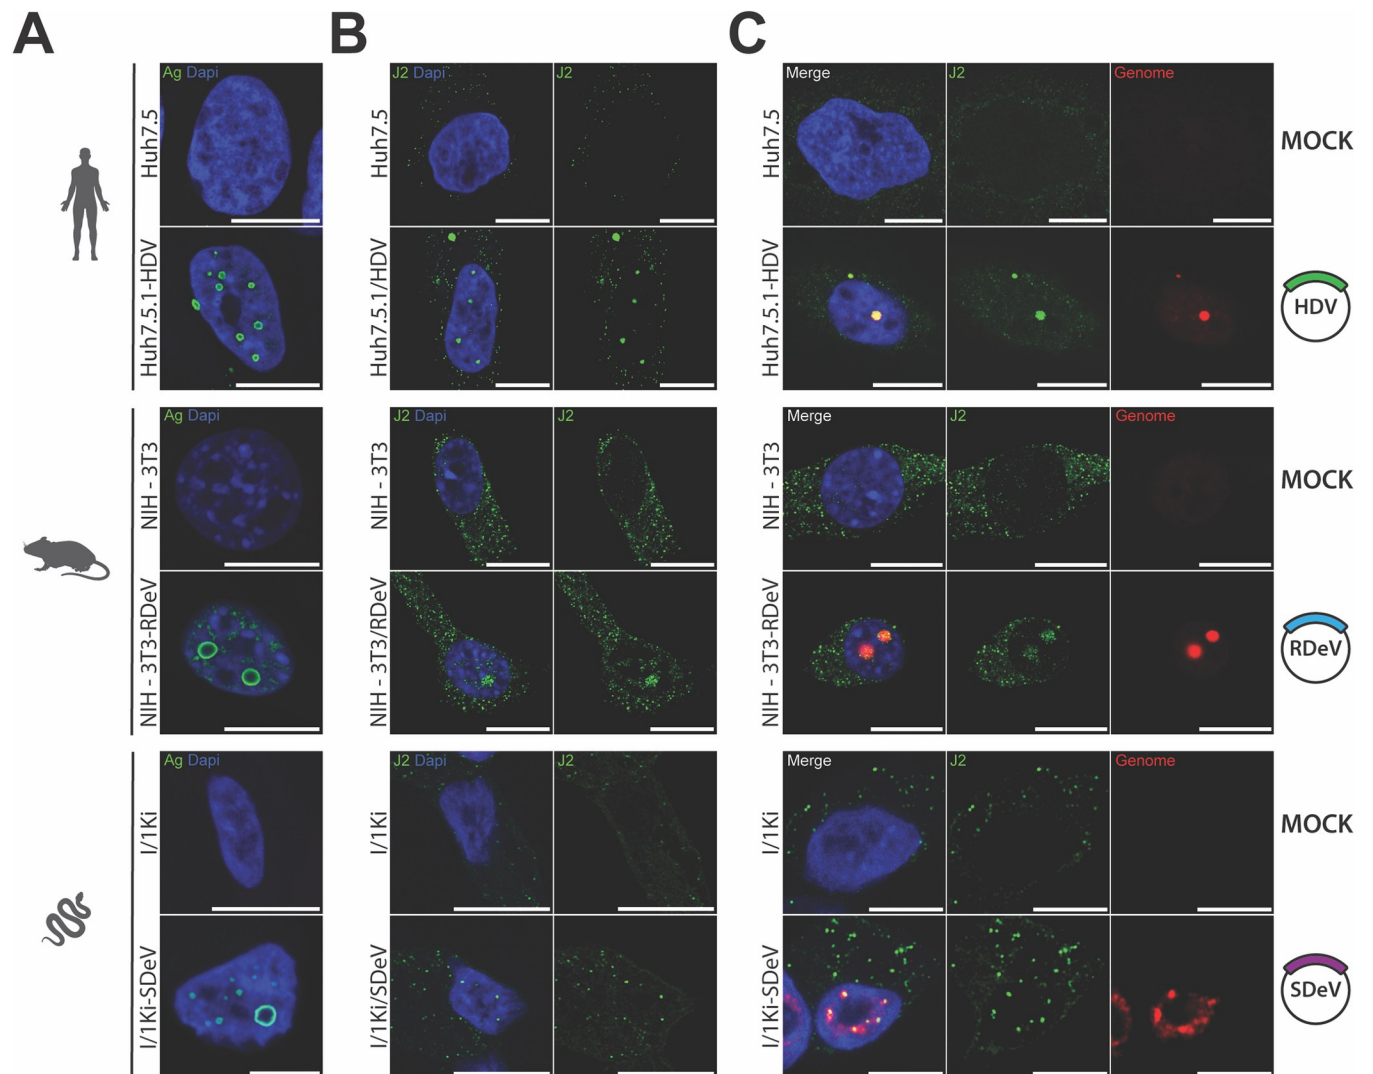 A B C
Ag Dapi J2 Dapi J2 Merge J2 Genome
Huh7.5 Huh7.5 Huh7.5 MOCK
Huh7.5.1-HDV Huh7.5.1/HDV Huh7.5.1-HDV HDV
Ag Dapi J2 Dapi J2 Merge J2 Genome
NIH - 3T3 NIH - 3T3 NIH - 3T3 MOCK
NIH - 3T3-RDeV NIH - 3T3/RDeV NIH - 3T3-RDeV RDeV
Ag Dapi J2 Dapi J2 Merge J2 Genome
I/1Ki I/1Ki I/1Ki MOCK
I/1Ki-SDeV I/1Ki/SDeV I/1Ki-SDeV SDeV